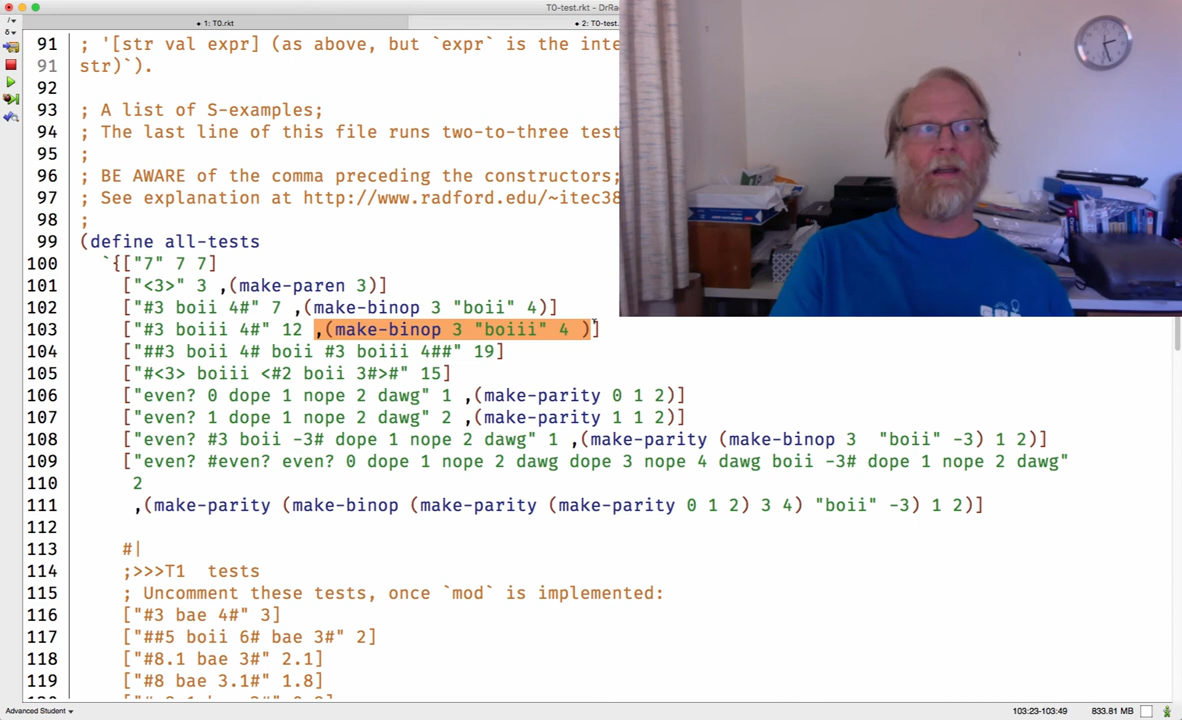 T0-test.rkt - DrRa
1: T0.rkt
2: T0-test.
91 ; '[str val expr] (as above, but `expr` is the inte
91 str)`).
92
93 ; A list of S-examples;
94 ; The last line of this file runs two-to-three test
95 ;
96 ; BE AWARE of the comma preceding the constructors;
97 ; See explanation at http://www.radford.edu/~itec38
98 ;
99 (define all-tests
100 `{["7" 7 7]
101 ["<3>" 3 ,(make-paren 3)]
102 ["#3 boii 4#" 7 ,(make-binop 3 "boii" 4)]
103 ["#3 boiii 4#" 12 ,(make-binop 3 "boiii" 4 )]
104 ["##3 boii 4# boii #3 boiii 4##" 19]
105 ["#<3> boiii <#2 boii 3#>#" 15]
106 ["even? 0 dope 1 nope 2 dawg" 1 ,(make-parity 0 1 2)]
107 ["even? 1 dope 1 nope 2 dawg" 2 ,(make-parity 1 1 2)]
108 ["even? #3 boii -3# dope 1 nope 2 dawg" 1 ,(make-parity (make-binop 3  "boii" -3) 1 2)]
109 ["even? #even? even? 0 dope 1 nope 2 dawg dope 3 nope 4 dawg boii -3# dope 1 nope 2 dawg"
110 2
111 ,(make-parity (make-binop (make-parity (make-parity 0 1 2) 3 4) "boii" -3) 1 2)]
112
113 #|
114 ;>>>T1  tests
115 ; Uncomment these tests, once `mod` is implemented:
116 ["#3 bae 4#" 3]
117 ["##5 boii 6# bae 3#" 2]
118 ["#8.1 bae 3#" 2.1]
119 ["#8 bae 3.1#" 1.8]
Advanced Student
103:23-103:49
833.81 MB